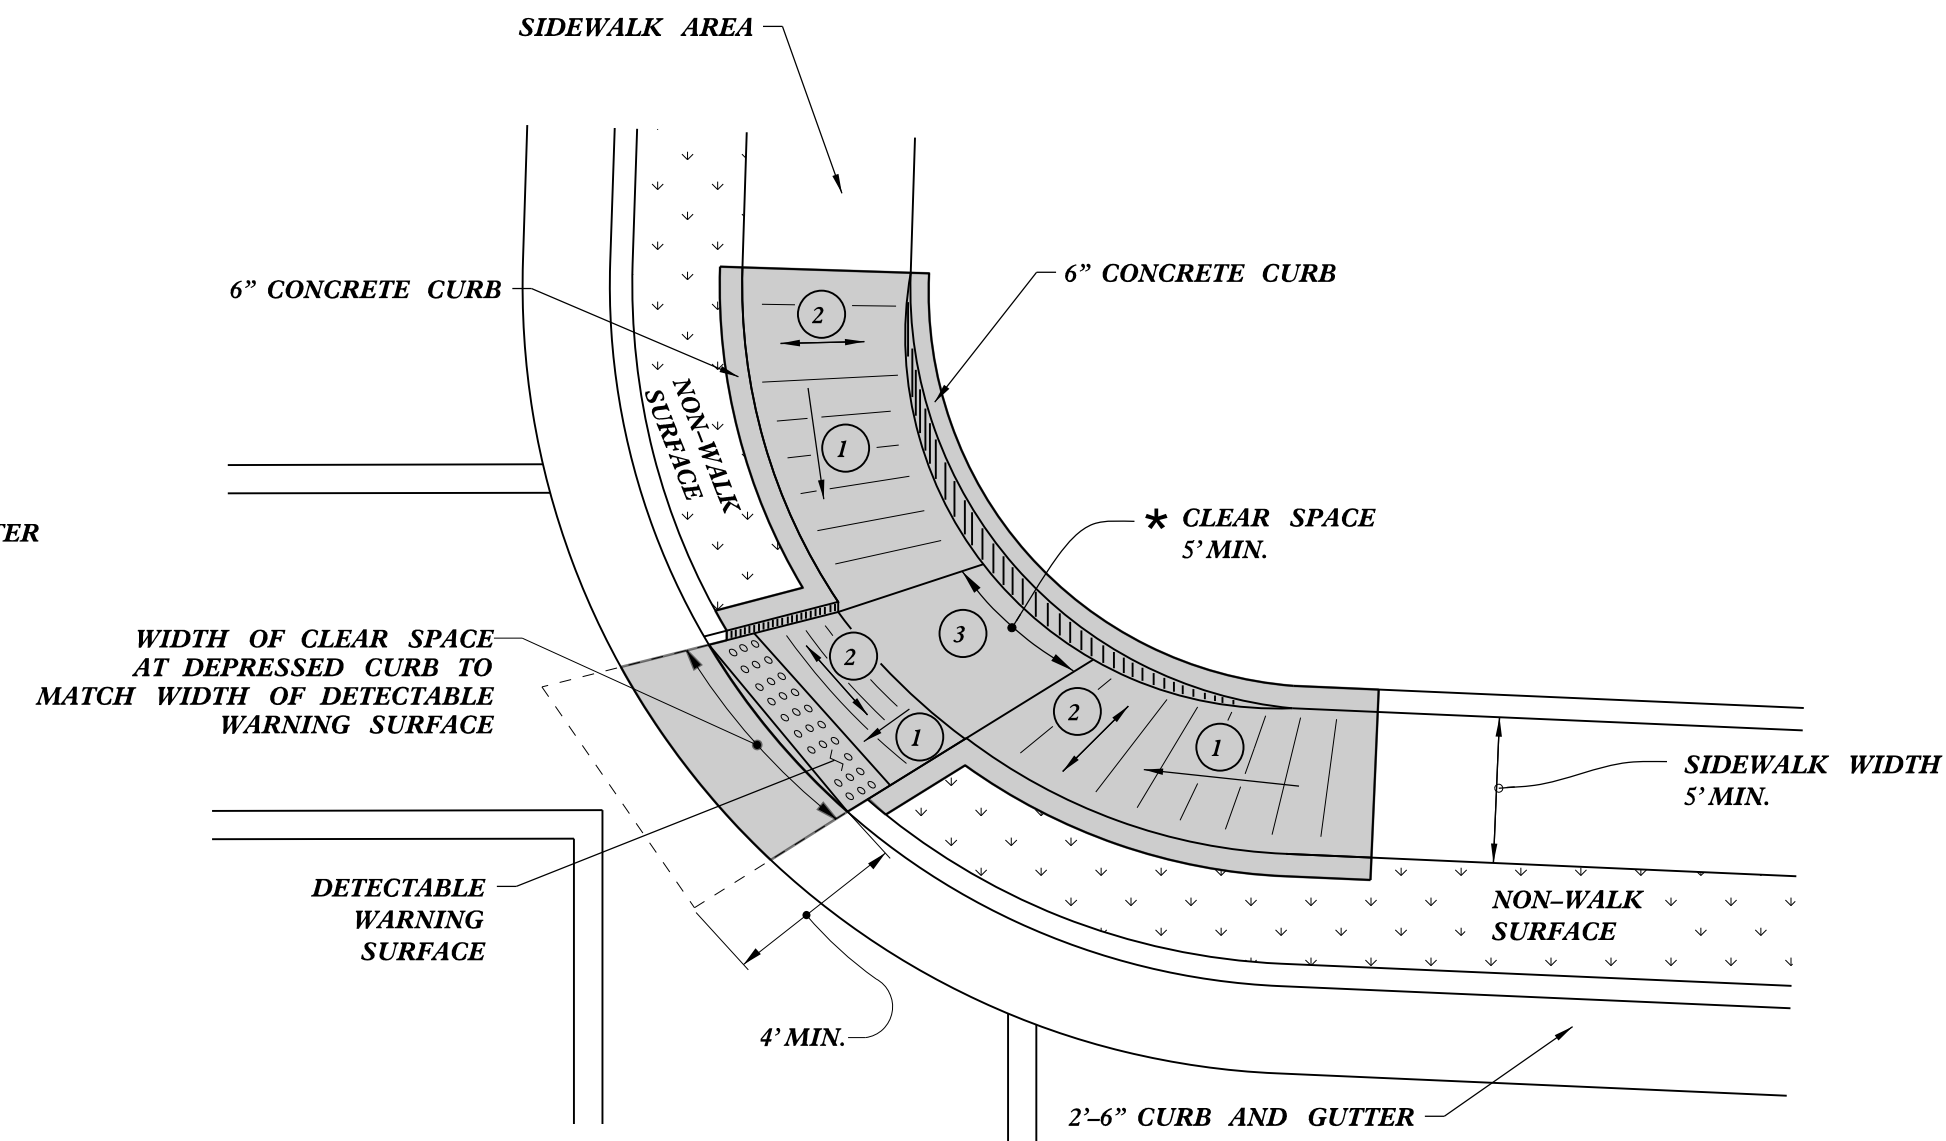 SIDEWALK AREA
6" CONCRETE CURB
6" CONCRETE CURB
2
NON-WALK
SURFACE
1
* CLEAR SPACE
5' MIN.
TER
WIDTH OF CLEAR SPACE
AT DEPRESSED CURB TO
MATCH WIDTH OF DETECTABLE
WARNING SURFACE
3
2
2
1
1
SIDEWALK WIDTH
5' MIN.
DETECTABLE
WARNING
SURFACE
NON-WALK
SURFACE
4' MIN.
2'-6" CURB AND GUTTER